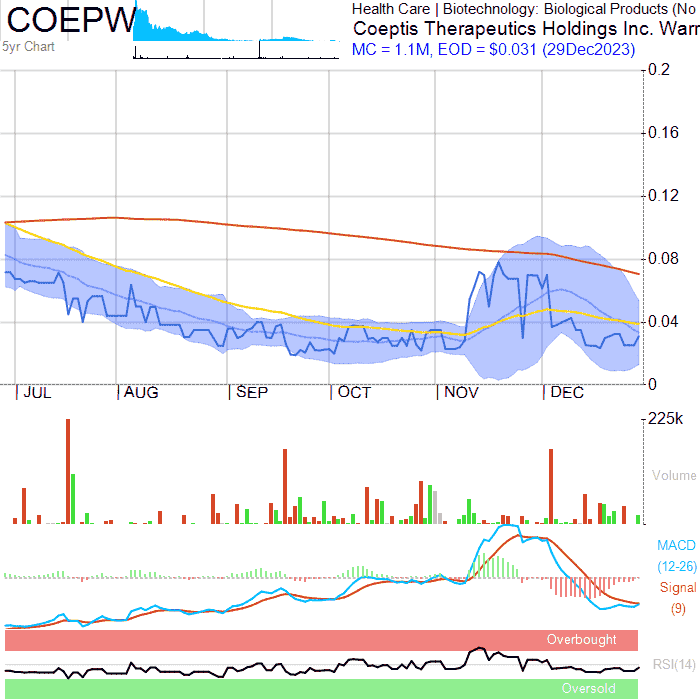 COEPW
5yr Chart
Health Care | Biotechnology: Biological Products (No
Coeptis Therapeutics Holdings Inc. Warr
MC = 1.1M, EOD = $0.031 (29Dec2023)
0.2
0.16
0.12
0.08
0.04
0
JUL AUG SEP OCT NOV DEC
225k
Volume
MACD
(12-26)
Signal
(9)
Overbought
RSI(14)
Oversold